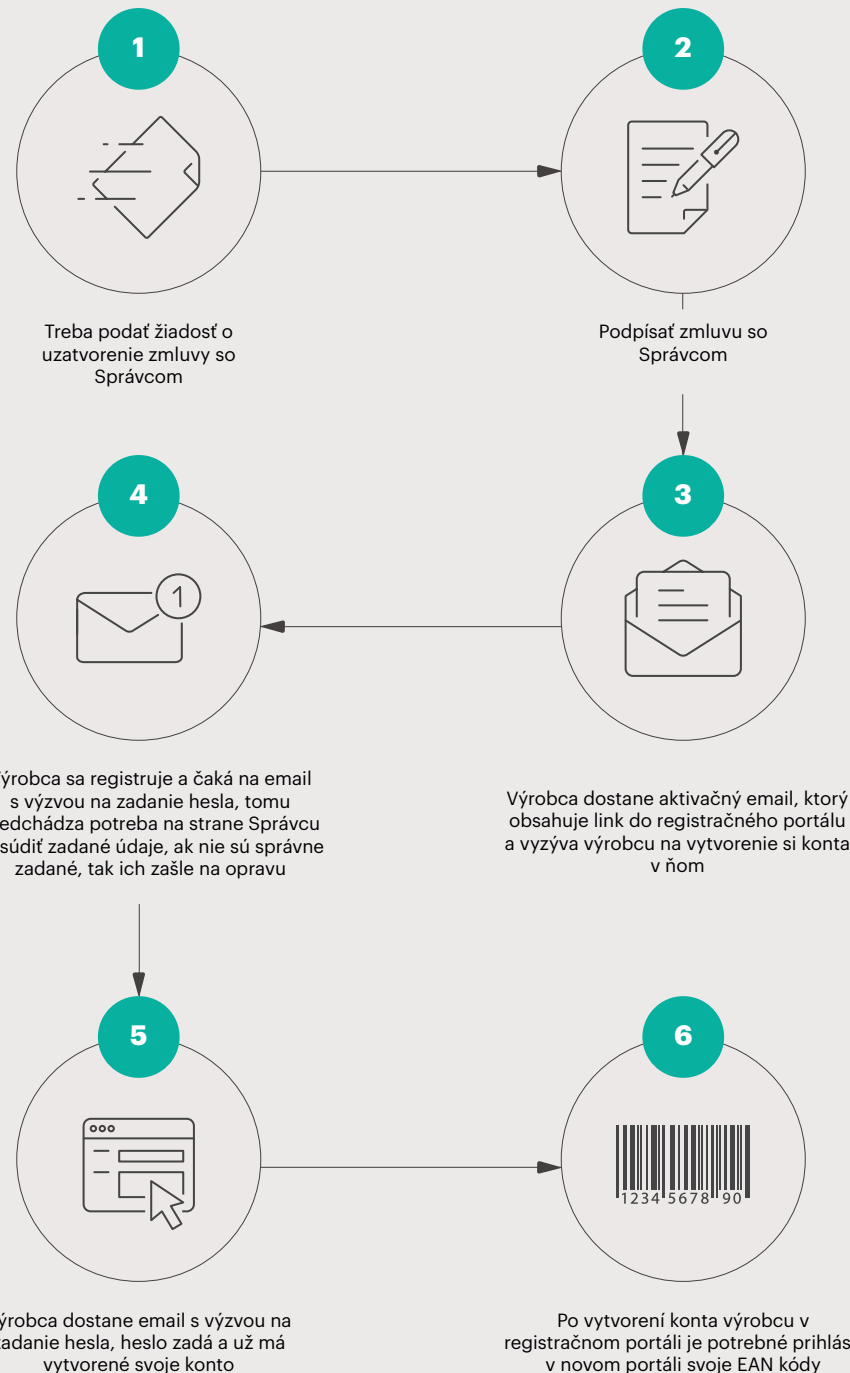 1
Treba podať žiadosť o
uzatvorenie zmluvy so
Správcom
2
Podpísať zmluvu so
Správcom
3
Výrobca dostane aktivačný email, ktorý
obsahuje link do registračného portálu
a vyzýva výrobcu na vytvorenie si konta
v ňom
4
1
sa registruje a čaká na email
s výzvou na zadanie hesla, tomu
potreba na strane Správcu
zadané údaje, ak nie sú správne
zadané, tak ich zašle na opravu
5
dostane email s výzvou na
hesla, heslo zadá a už má
vytvorené svoje konto
6
1234 5678 90
Po vytvorení konta výrobcu v
registračnom portáli je potrebné
v novom portáli svoje EAN kódy